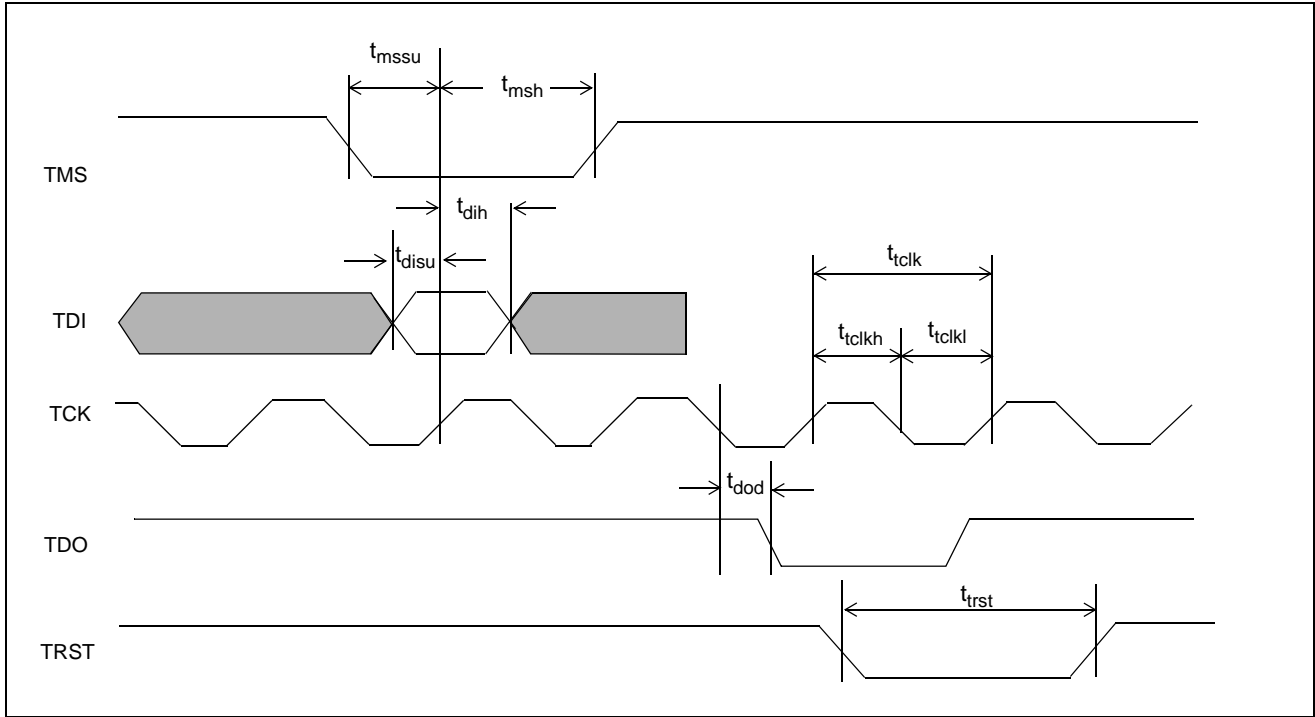 tmssu
tmsh
TMS
tdih
tdisu
ttclk
TDI
ttclkh
ttclkl
TCK
tdod
TDO
ttrst
TRST